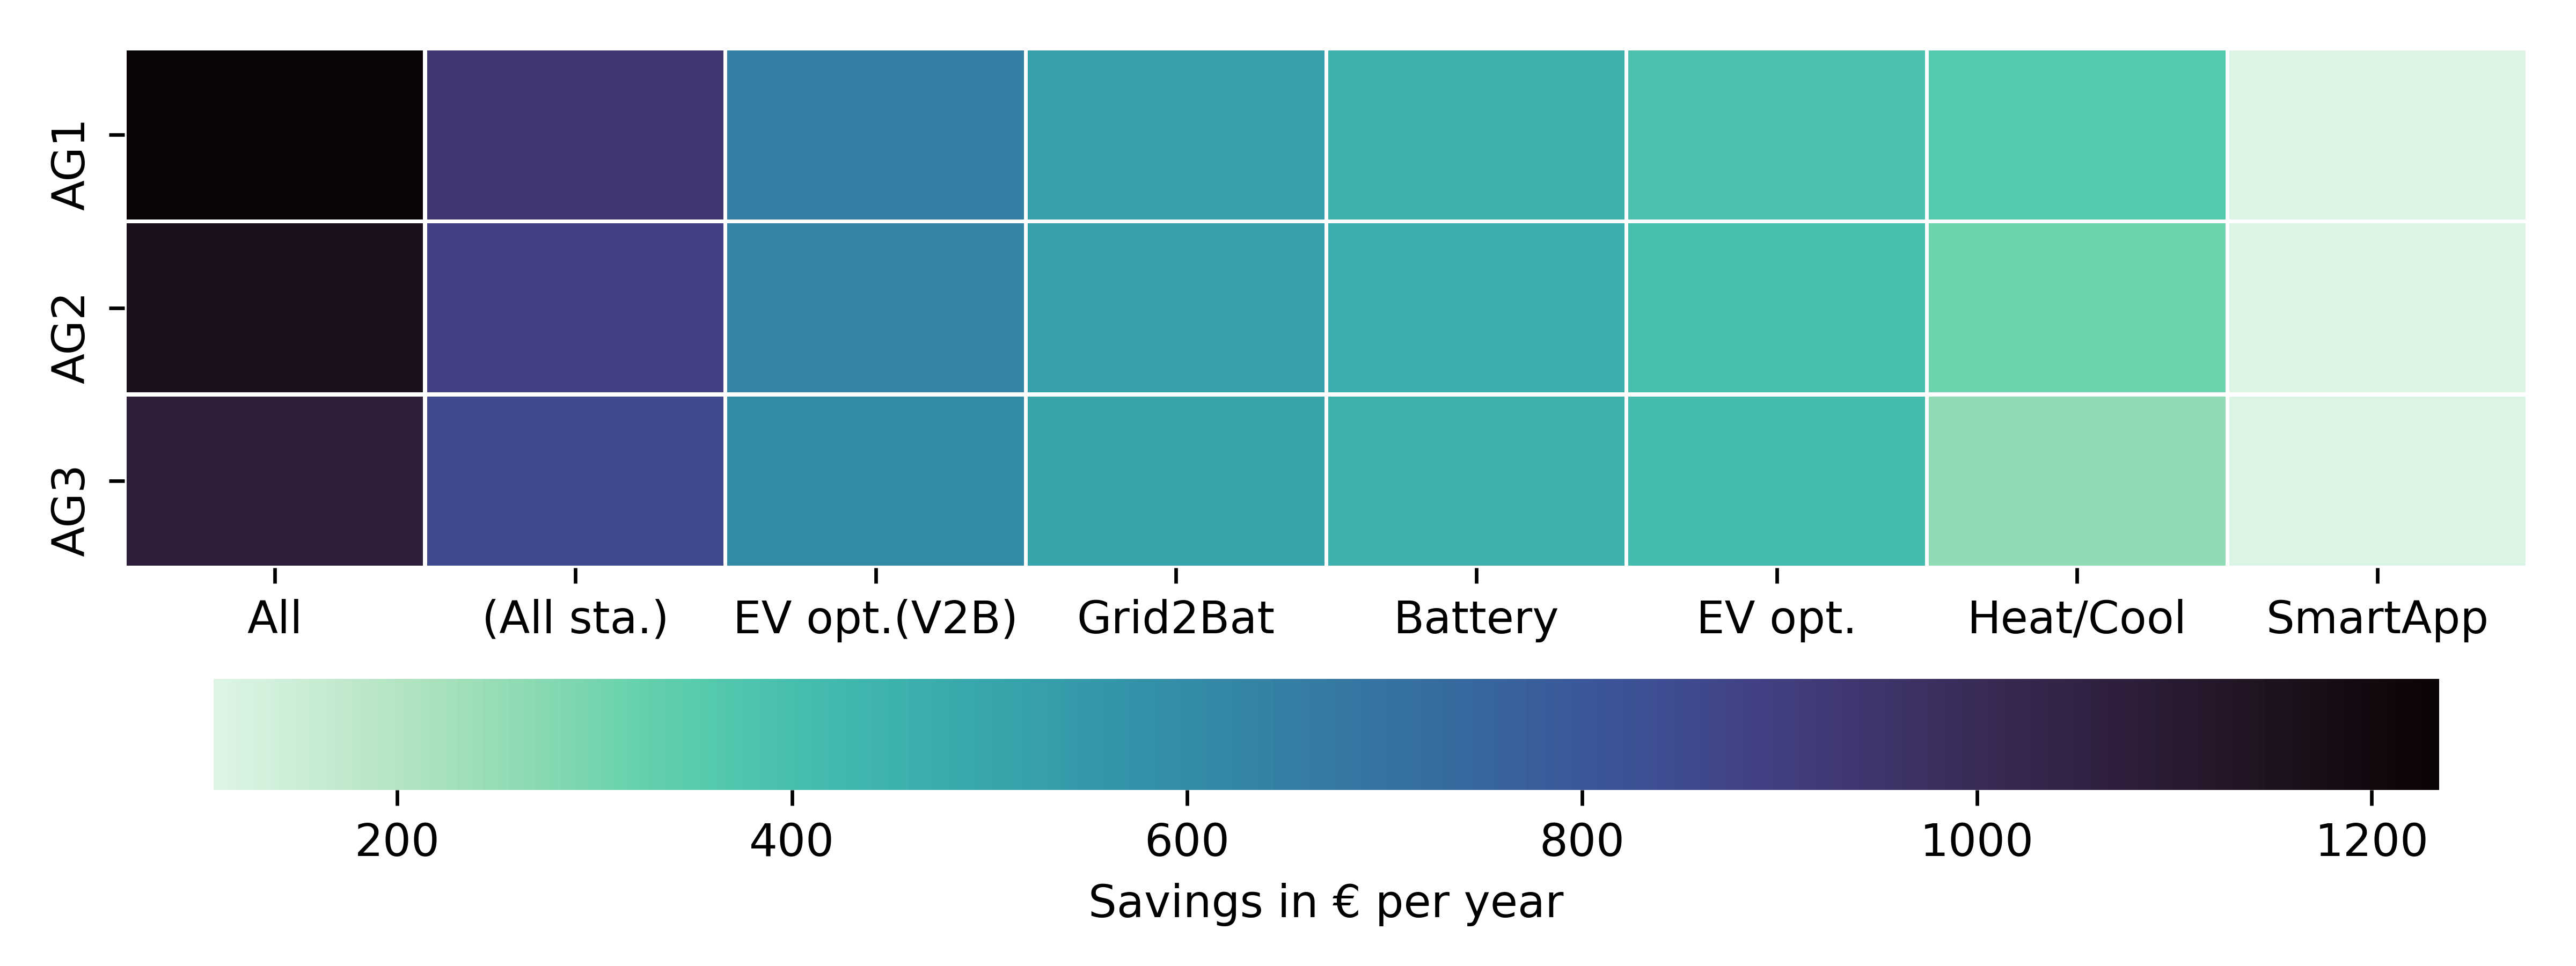 AG1
AG2
AG3
All (All sta.) EV opt.(V2B) Grid2Bat Battery EV opt. Heat/Cool SmartApp
200 400 600 800 1000 1200
Savings in € per year